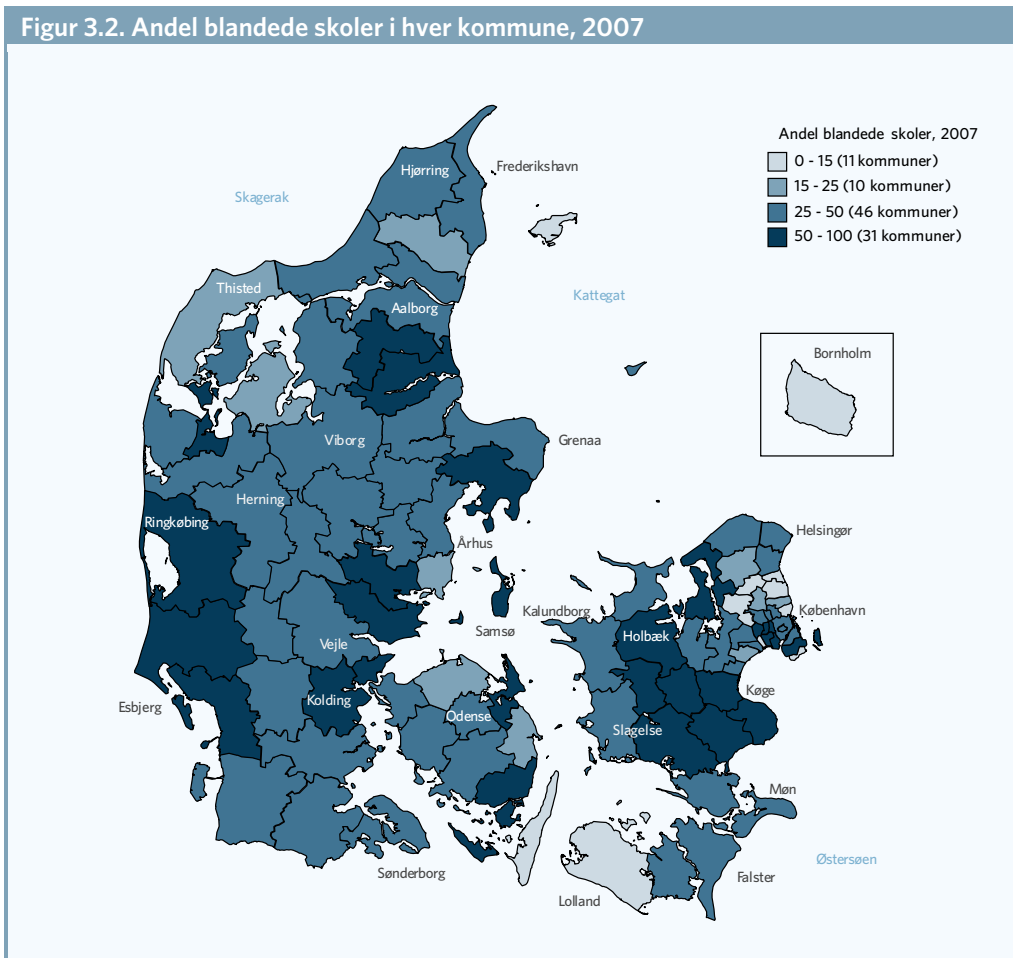 Figur 3.2. Andel blandede skoler i hver kommune, 2007
Andel blandede skoler, 2007
0 - 15 (11 kommuner)
15 - 25 (10 kommuner)
25 - 50 (46 kommuner)
50 - 100 (31 kommuner)
Hjørring
Frederikshavn
Skagerak
Thisted
Kattegat
Aalborg
Bornholm
Viborg
Grenaa
Herning
Ringkøbing
Helsingør
Århus
Kalundborg
København
Samsø
Holbæk
Vejle
Køge
Kolding
Esbjerg
Odense
Slagelse
Møn
Østersøen
Sønderborg
Falster
Lolland